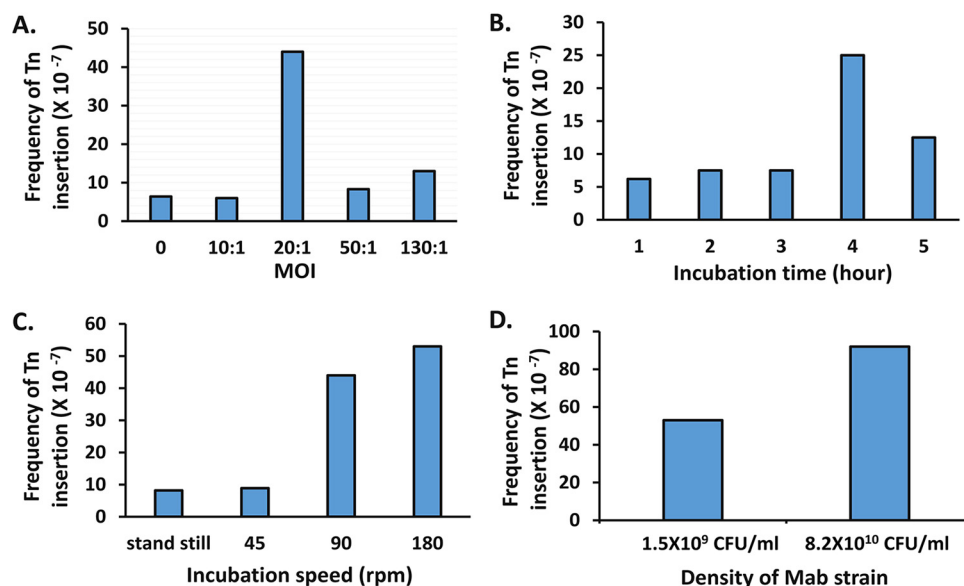 A.
Frequency of Tn
insertion (X 10 -7)
50
40
30
20
10
0
0 10:1 20:1 50:1 130:1
MOI
B.
Frequency of Tn
insertion (X 10 -7)
30
25
20
15
10
5
0
1 2 3 4 5
Incubation time (hour)
C.
Frequency of Tn
insertion (X 10 -7)
60
50
40
30
20
10
0
stand still 45 90 180
Incubation speed (rpm)
D.
Frequency of Tn
insertion (X 10 -7)
100
80
60
40
20
0
1.5X10⁹ CFU/ml 8.2X10¹⁰ CFU/ml
Density of Mab strain